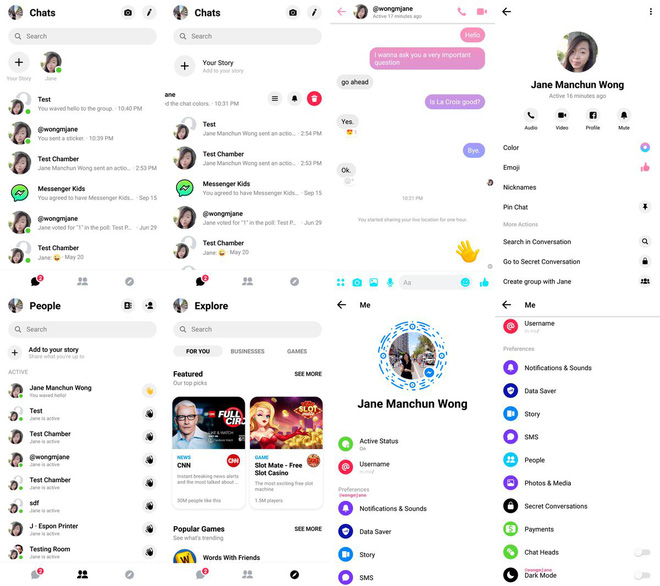 Chats
Search
Your Story
Jane
Test
You waved hello to the group. · 10:40 PM
@wongmjane
You sent a sticker. · 10:39 PM
Test Chamber
Jane Manchun Wong sent an actio... · 2:53 PM
Messenger Kids
You agreed to have Messenger Kids... · Sep 15
@wongmjane
Jane voted for "1" in the poll: Test P... · Jun 29
Test Chamber
Jane: 😜 · May 20
2
Chats
Search
Your Story
Add to your story
ane
d the chat colors. · 10:31 PM
Test
Jane Manchun Wong sent an actio... · 2:54 PM
Test Chamber
Jane Manchun Wong sent an actio... · 2:53 PM
Messenger Kids
You agreed to have Messenger Kids... · Sep 15
@wongmjane
Jane voted for "1" in the poll: Test P... · Jun 29
Test Chamber
Jane: 😜 · May 20
2
@wongmjane
Active 17 minutes ago
Hello
I wanna ask you a very important
question
go ahead
Is La Croix good?
Yes.
😍 1
Bye.
Ok.
10:31 PM
You started sharing your live location for one hour.
Aa
Jane Manchun Wong
Active 16 minutes ago
Audio
Video
Profile
Mute
Color
Emoji
Nicknames
Pin Chat
More Actions
Search in Conversation
Go to Secret Conversation
Create group with Jane
People
Search
Add to your story
Share what you're up to
ACTIVE
Jane Manchun Wong
You waved hello!
Test
Jane is active
Test Chamber
Jane is active
@wongmjane
Jane is active
Test Chamber
Jane is active
sdf
Jane is active
J · Espon Printer
Jane is active
Testing Room
Jane is active
2
Explore
Search
FOR YOU
BUSINESSES
GAMES
Featured
SEE MORE
Our top picks
FULL
CIRC
SLOT
NEWS
CNN
CNN
Instant breaking news alerts
and the most talked about ...
30M people like this
GAME
Slot Mate - Free
Slot Casino
The most exciting free slot
machine
1.5M players
Popular Games
SEE MORE
See what's trending
W
Words With Friends
2
Me
Jane Manchun Wong
Active Status
On
Username
Preferences
@wongmjane
Notifications & Sounds
Data Saver
Story
SMS
Me
Username
Preferences
Notifications & Sounds
Data Saver
Story
SMS
People
Photos & Media
Secret Conversations
Payments
Chat Heads
@wongmjane
Dark Mode